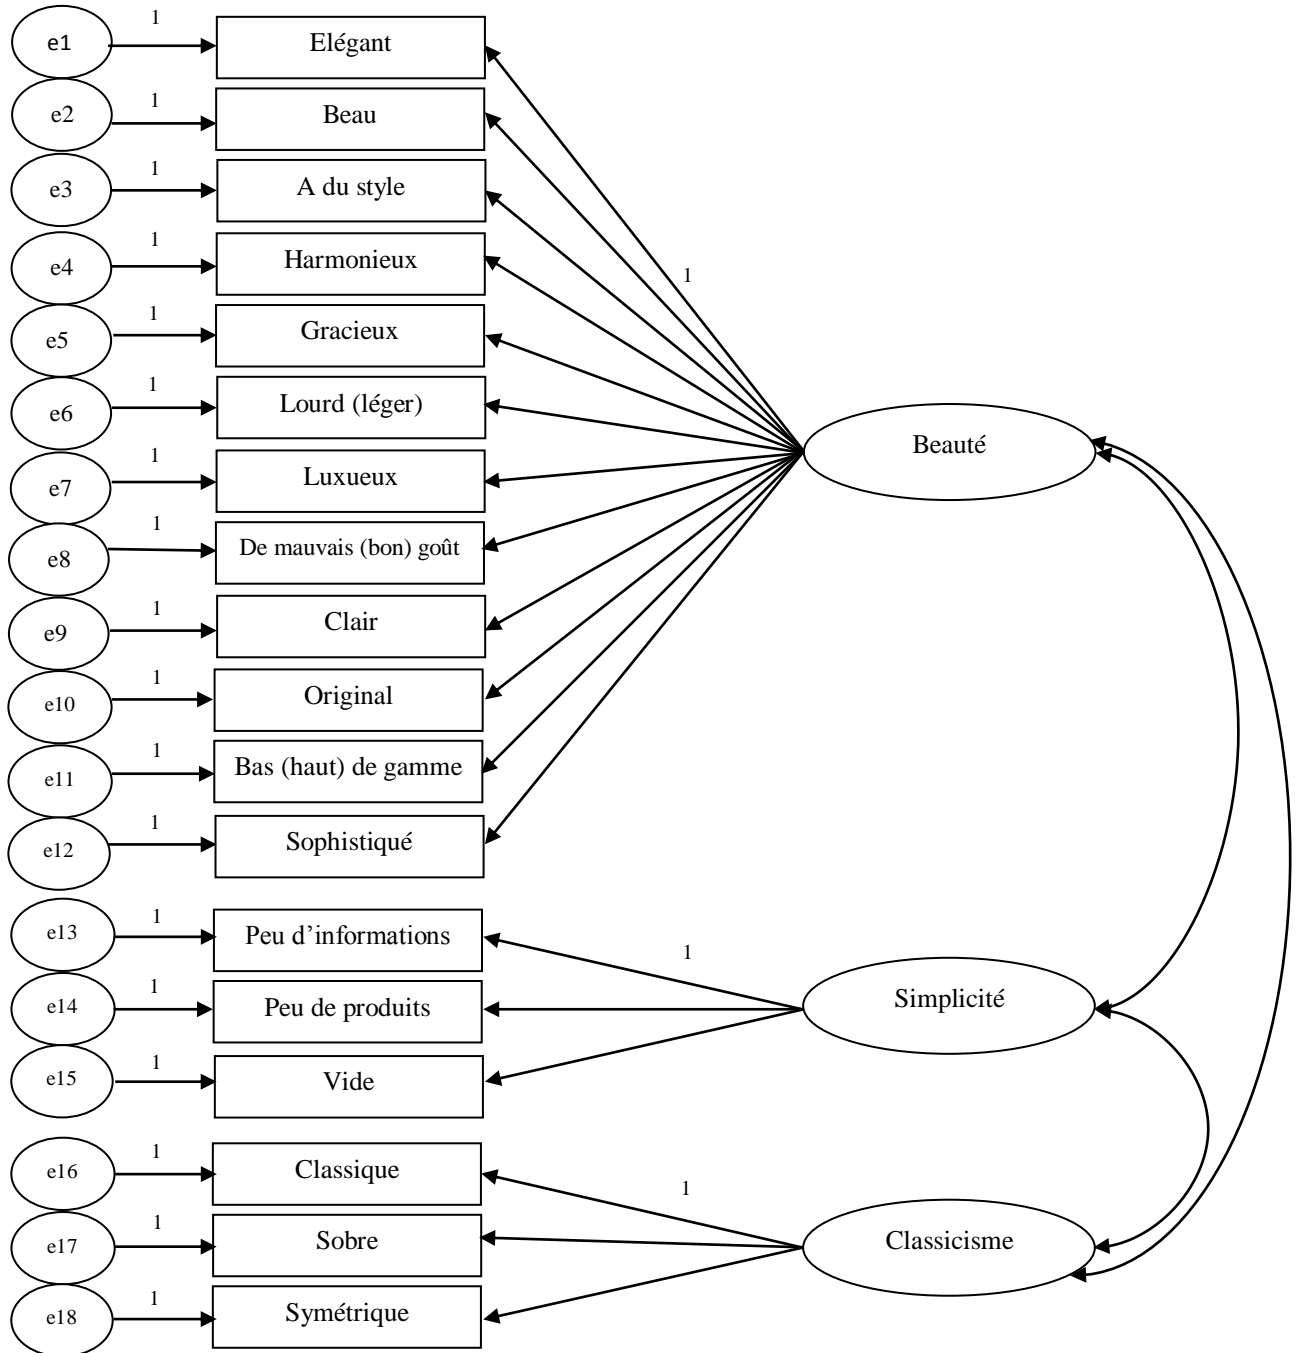 1
e1
Elégant
1
e2
Beau
1
e3
A du style
1
e4
Harmonieux
1
1
e5
Gracieux
1
e6
Lourd (léger)
Beauté
1
e7
Luxueux
1
e8
De mauvais (bon) goût
1
e9
Clair
1
e10
Original
1
e11
Bas (haut) de gamme
1
e12
Sophistiqué
1
e13
Peu d’informations
1
1
e14
Peu de produits
Simplicité
1
e15
Vide
1
e16
Classique
1
1
e17
Sobre
Classicisme
1
e18
Symétrique